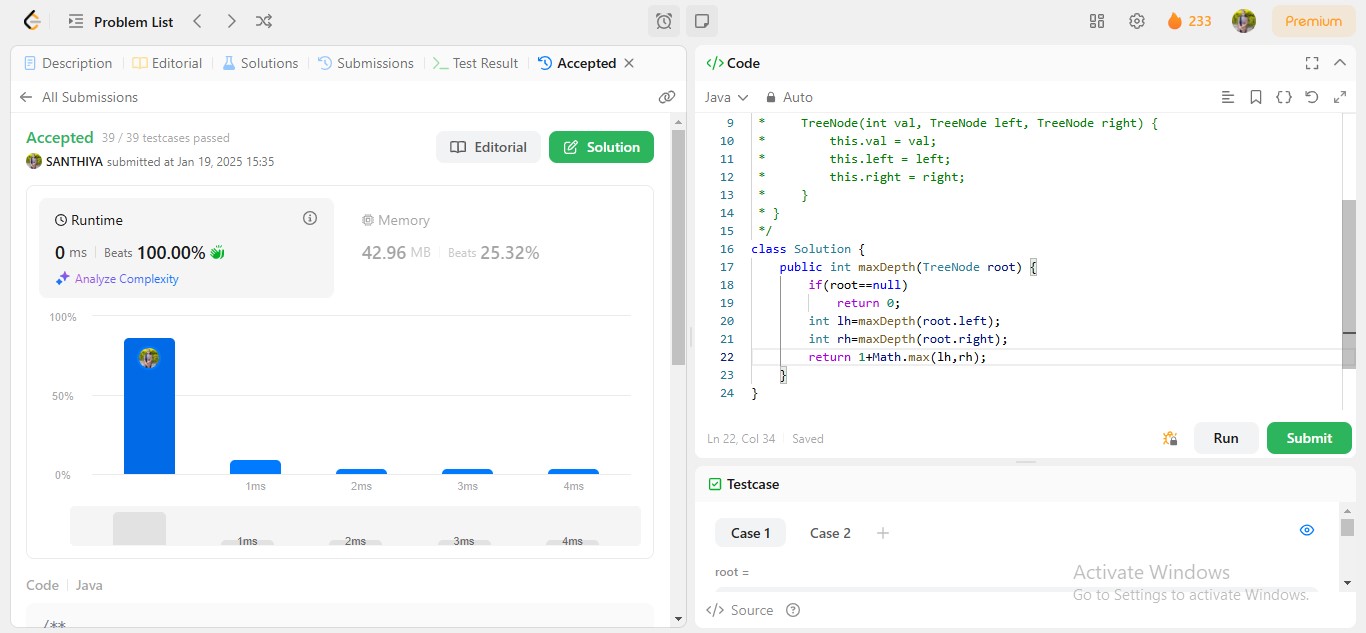 Problem List
233
Premium
Description
Editorial
Solutions
Submissions
Test Result
Accepted
All Submissions
Accepted 39 / 39 testcases passed
SANTHIYA submitted at Jan 19, 2025 15:35
Editorial
Solution
Runtime
0 ms Beats 100.00%
Analyze Complexity
Memory
42.96 MB Beats 25.32%
100%
50%
0%
1ms 2ms 3ms 4ms
1ms 2ms 3ms 4ms
Code Java
/**
</> Code
Java Auto
9 * TreeNode(int val, TreeNode left, TreeNode right) {
10 * this.val = val;
11 * this.left = left;
12 * this.right = right;
13 * }
14 * }
15 */
16 class Solution {
17 public int maxDepth(TreeNode root) {
18 if(root==null)
19 return 0;
20 int lh=maxDepth(root.left);
21 int rh=maxDepth(root.right);
22 return 1+Math.max(lh,rh);
23 }
24 }
Ln 22, Col 34 Saved
Run
Submit
Testcase
Case 1
Case 2
root =
</> Source
Activate Windows
Go to Settings to activate Windows.